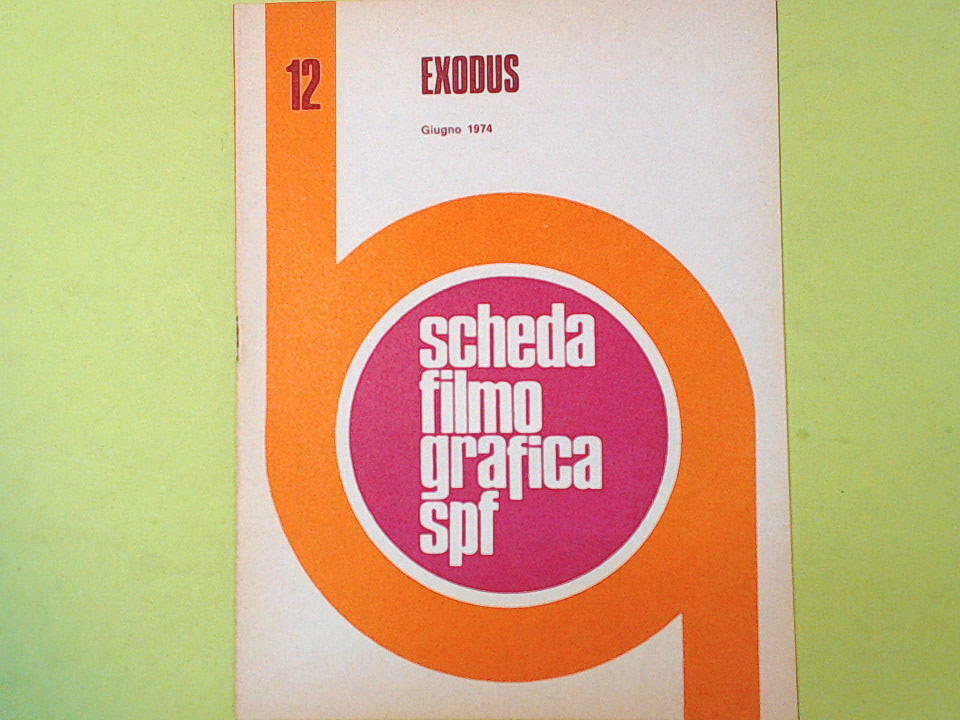 12
EXODUS
Giugno 1974
scheda
filmo
grafica
spf